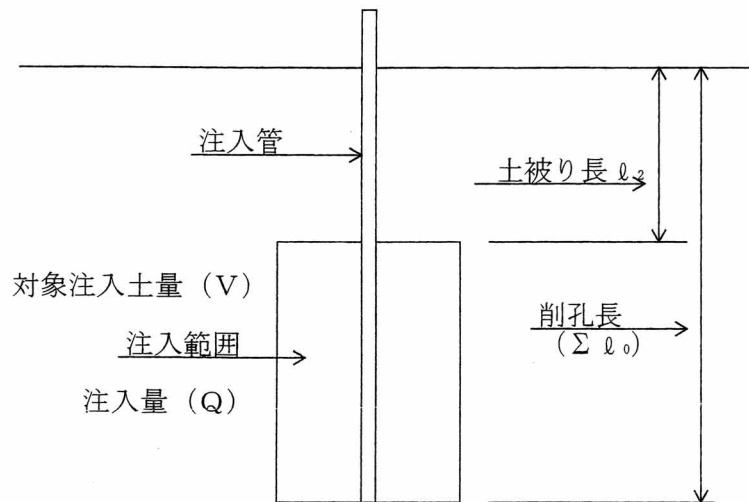 注入管
土被り長 ℓ₂
対象注入土量（V）
削孔長
（Σ ℓ₀）
注入範囲
注入量（Q）